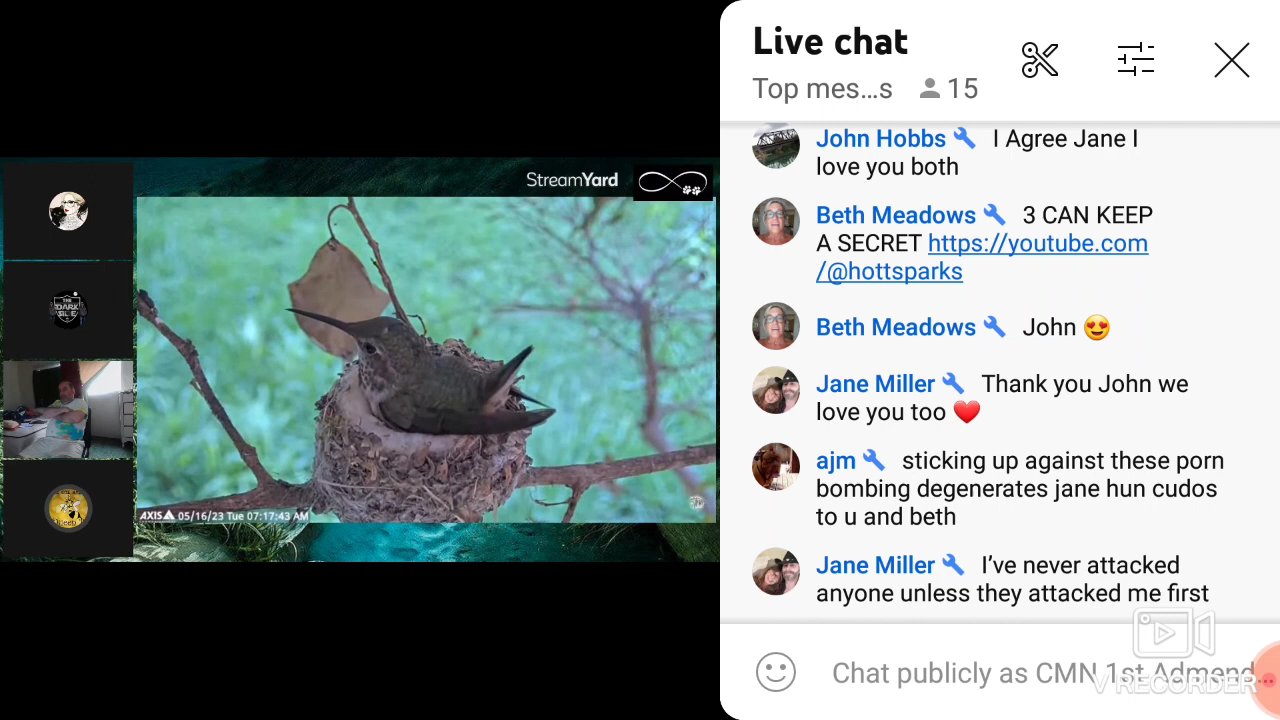 StreamYard
THE
DARK
AXIS 05/16/23 Tue 07:17:43 AM
Live chat
Top mes...s 15
John Hobbs I Agree Jane I
love you both
Beth Meadows 3 CAN KEEP
A SECRET https://youtube.com
/@hottsparks
Beth Meadows John 😍
Jane Miller Thank you John we
love you too ❤️
ajm sticking up against these porn
bombing degenerates jane hun cudos
to u and beth
Jane Miller I’ve never attacked
anyone unless they attacked me first
Chat publicly as CMN 1st Admend...
V RECORDER